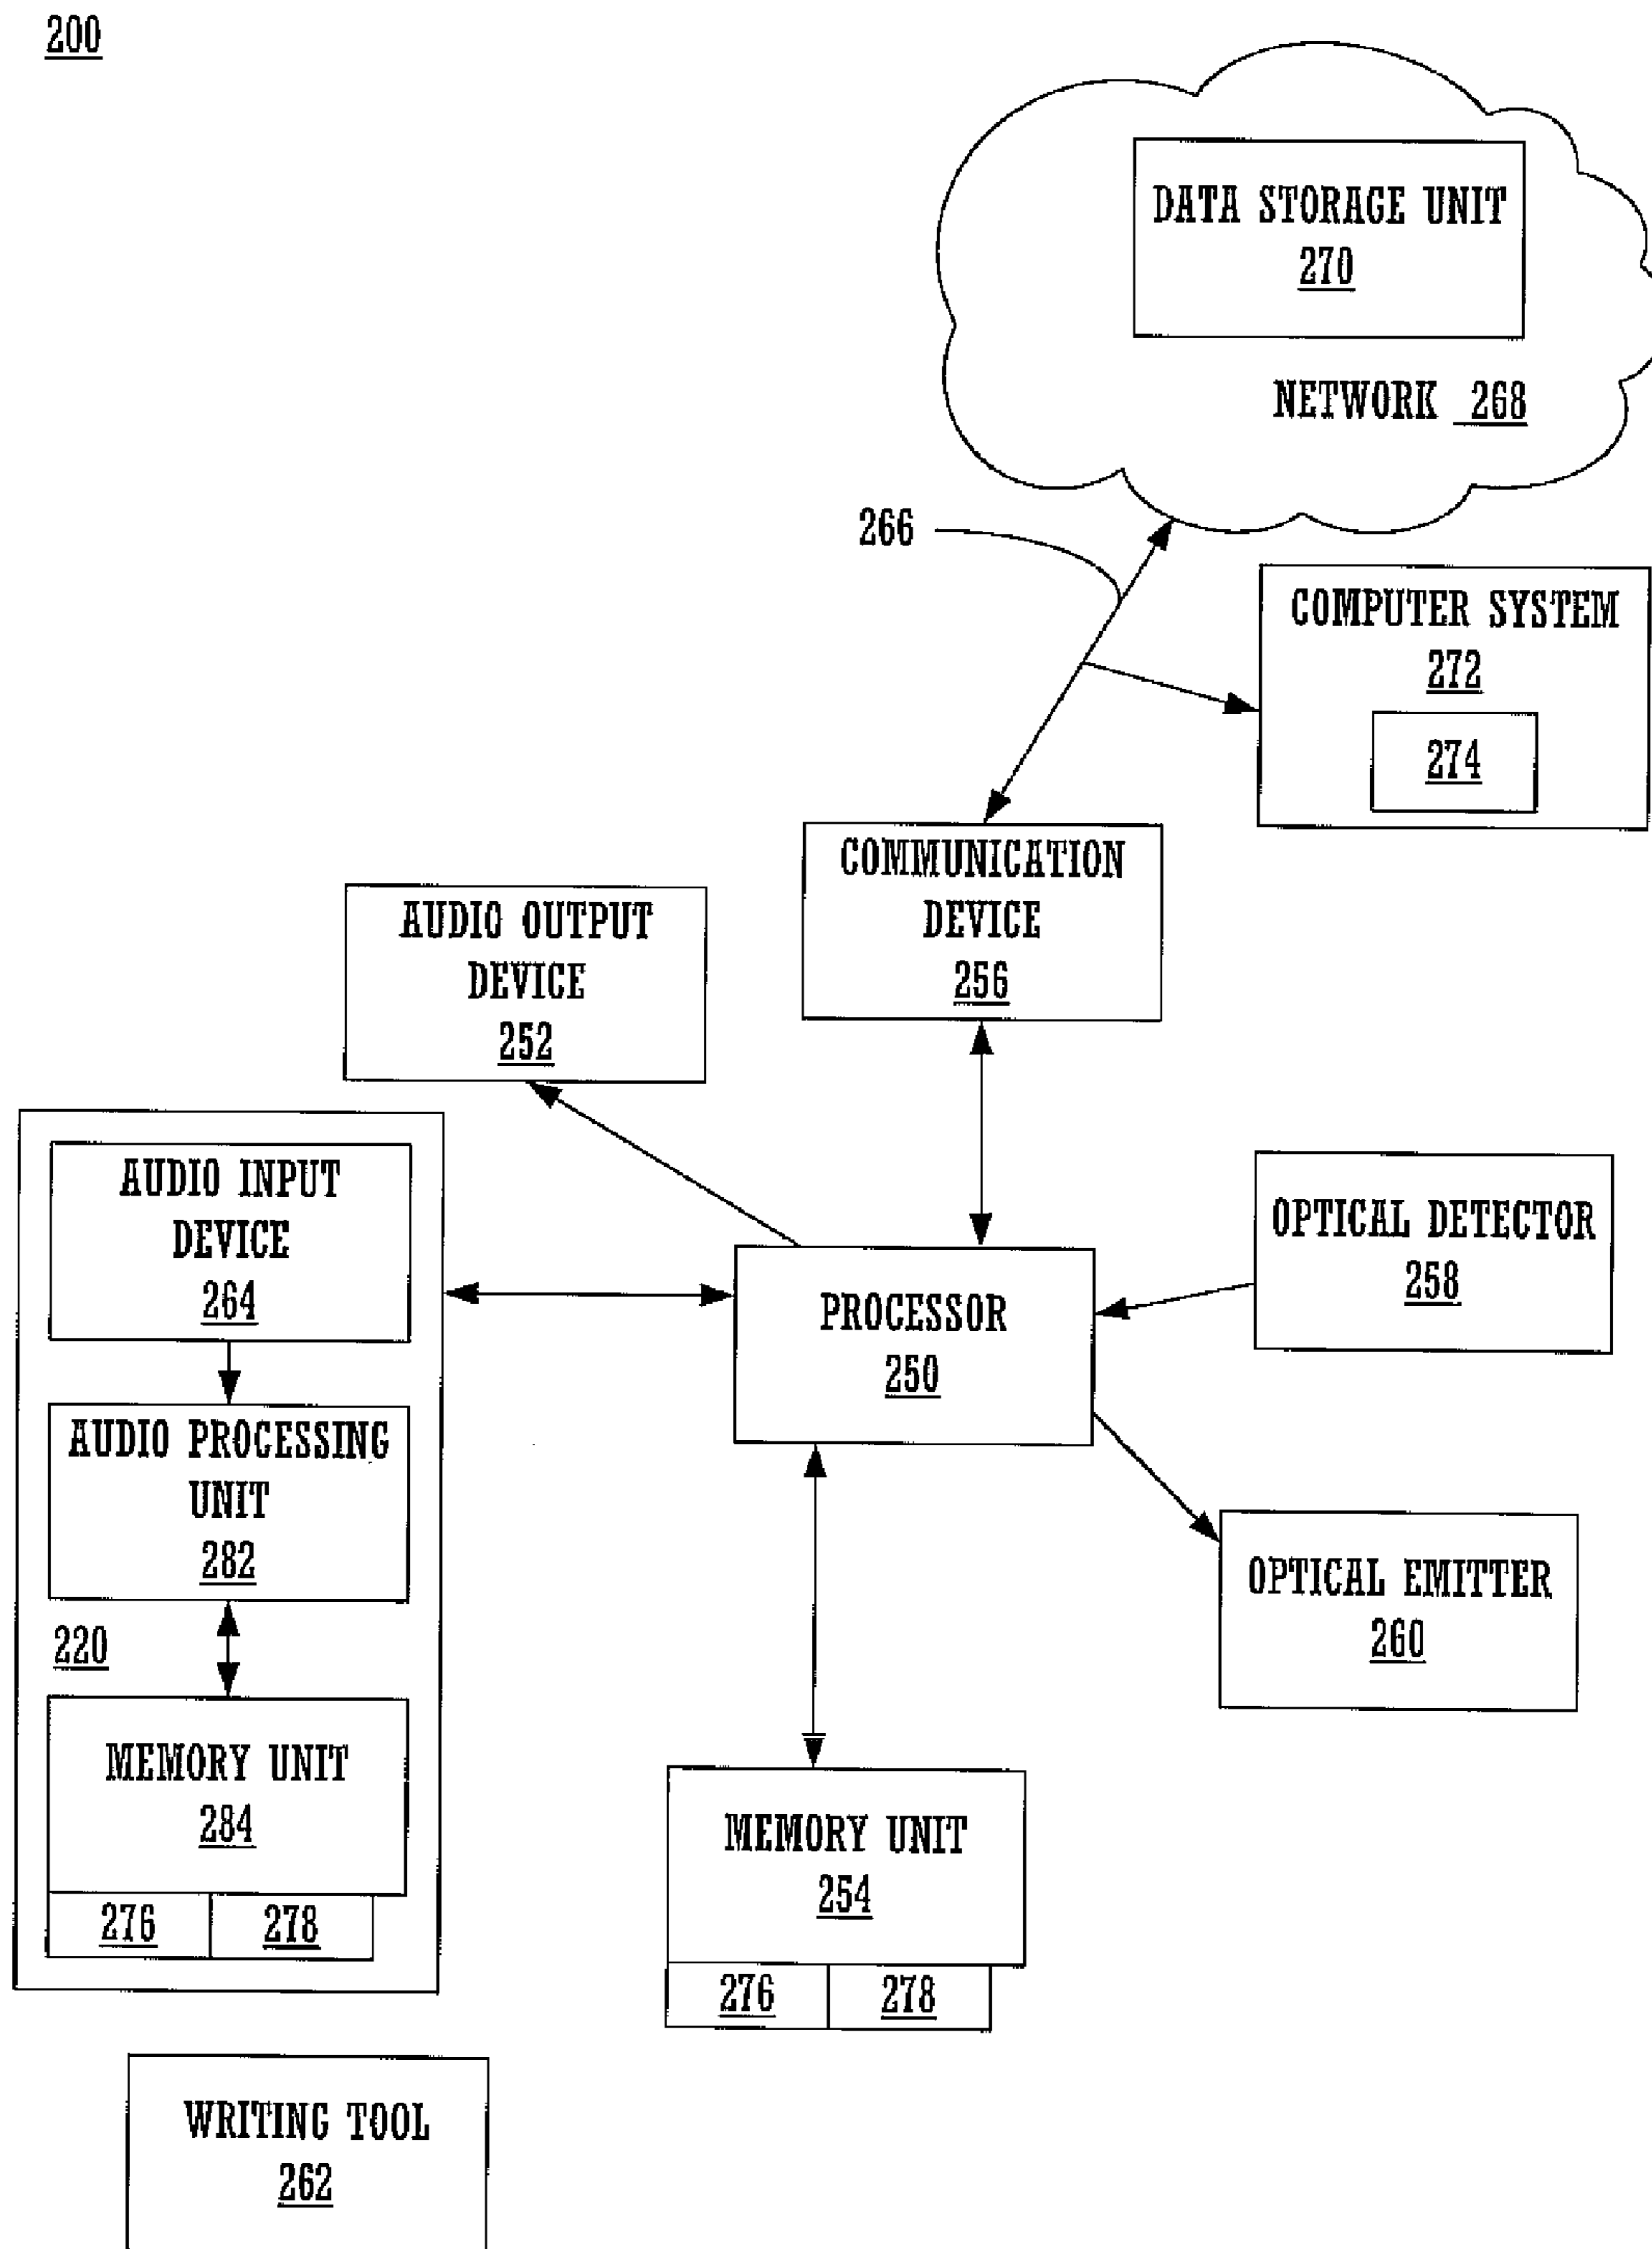 200
DATA STORAGE UNIT
270
NETWORK 268
266
COMPUTER SYSTEM
272
274
COMMUNICATION
DEVICE
256
AUDIO OUTPUT
DEVICE
252
AUDIO INPUT
DEVICE
264
OPTICAL DETECTOR
258
PROCESSOR
250
AUDIO PROCESSING
UNIT
282
OPTICAL EMITTER
260
220
MEMORY UNIT
284
276 278
MEMORY UNIT
254
276 278
WRITING TOOL
262